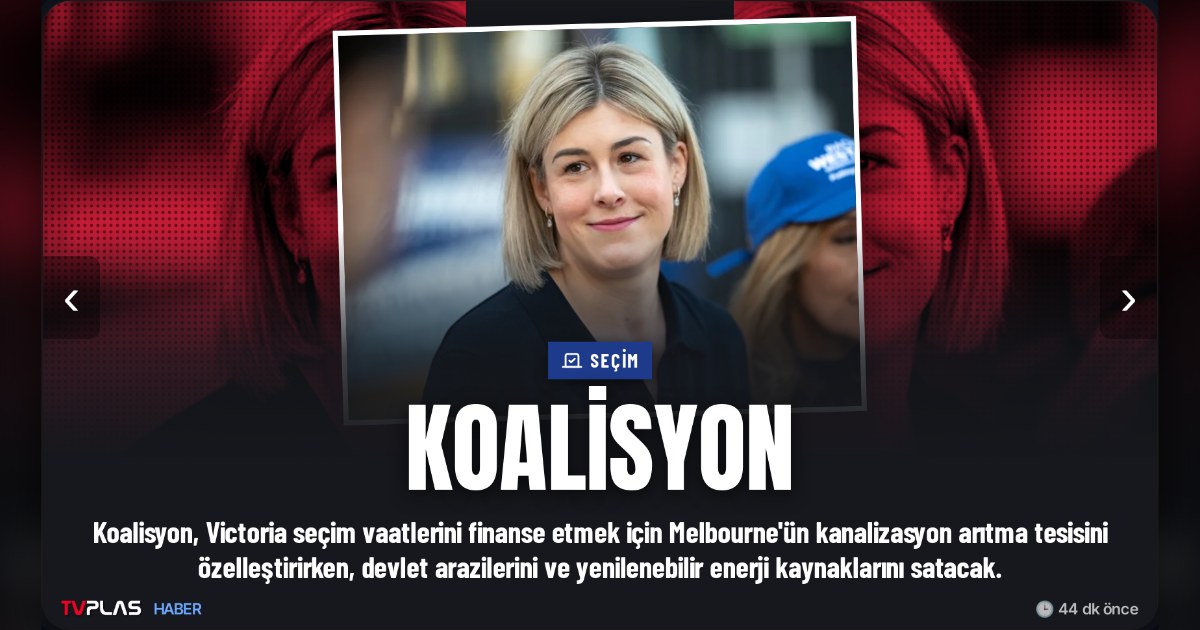 WEST
SEÇİM
KOALİSYON
Koalisyon, Victoria seçim vaatlerini finanse etmek için Melbourne'ün kanalizasyon arıtma tesisini
özelleştirirken, devlet arazilerini ve yenilenebilir enerji kaynaklarını satacak.
TVPLAS HABER
44 dk önce